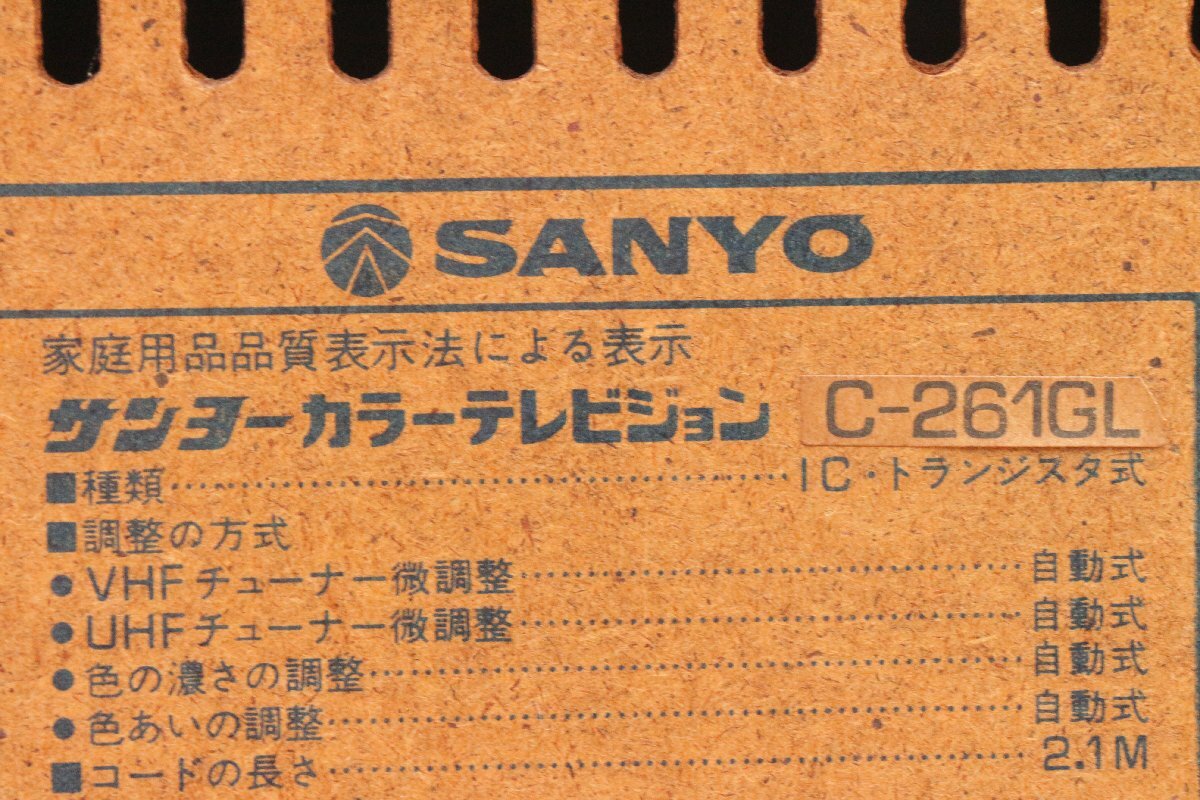 SANYO
家庭用品品質表示法による表示
サンヨーカラーテレビジョン C-261GL
■種類……………………………………IC・トランジスタ式
■調整の方式
●VHFチューナー微調整……………………………自動式
●UHFチューナー微調整……………………………自動式
●色の濃さの調整……………………………………自動式
●色あいの調整………………………………………自動式
■コードの長さ………………………………………2.1M